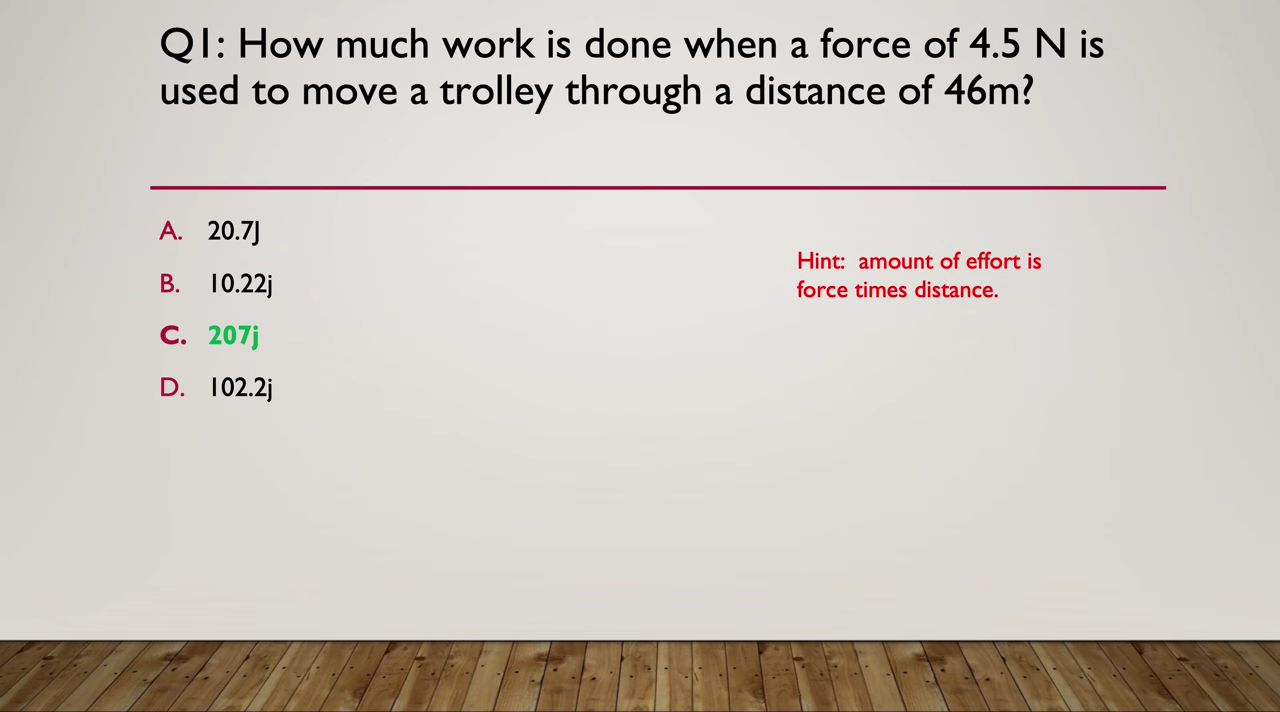 Q1: How much work is done when a force of 4.5 N is
used to move a trolley through a distance of 46m?
A. 20.7J
B. 10.22j
C. 207j
D. 102.2j
Hint: amount of effort is
force times distance.